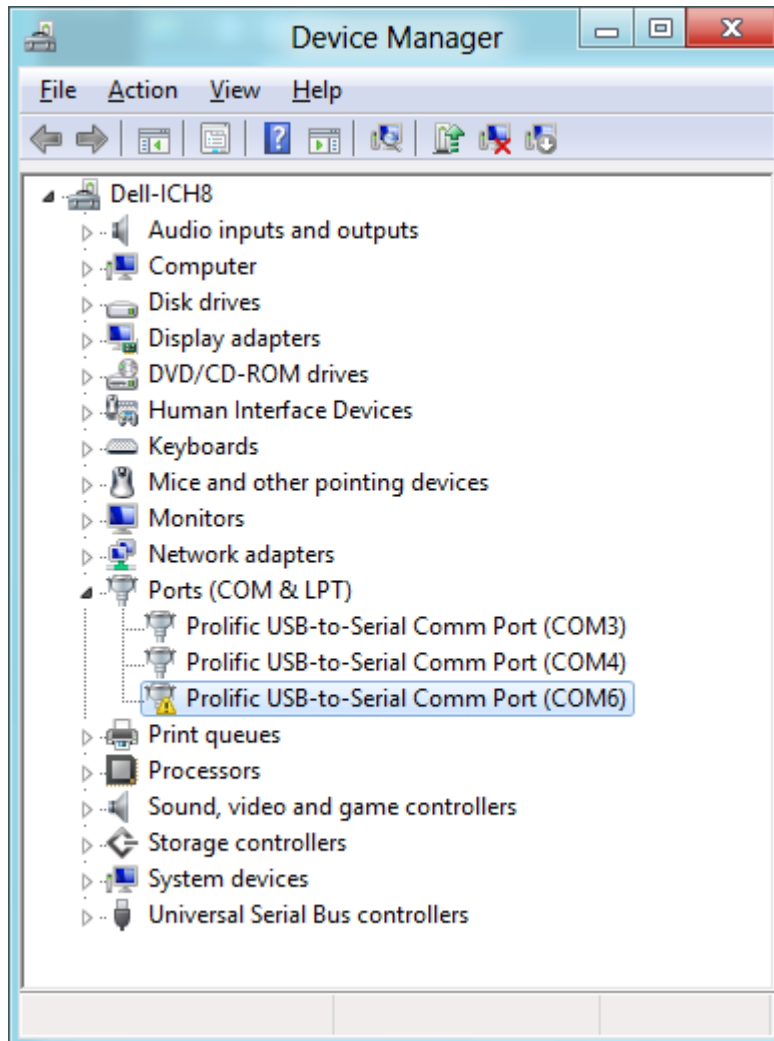 Device Manager
File Action View Help
Dell-ICH8
Audio inputs and outputs
Computer
Disk drives
Display adapters
DVD/CD-ROM drives
Human Interface Devices
Keyboards
Mice and other pointing devices
Monitors
Network adapters
Ports (COM & LPT)
Prolific USB-to-Serial Comm Port (COM3)
Prolific USB-to-Serial Comm Port (COM4)
Prolific USB-to-Serial Comm Port (COM6)
Print queues
Processors
Sound, video and game controllers
Storage controllers
System devices
Universal Serial Bus controllers